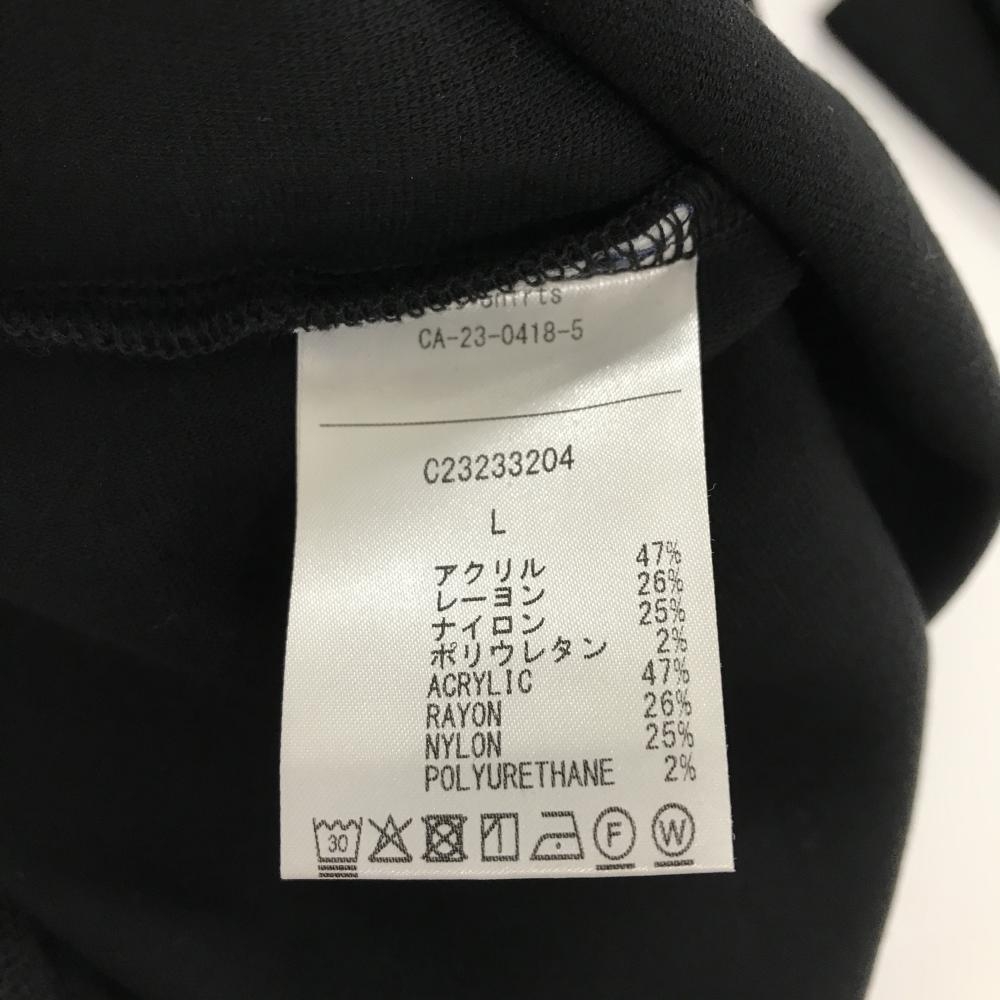 Shirts
CA-23-0418-5
C23233204
L
アクリル 47%
レーヨン 26%
ナイロン 25%
ポリウレタン 2%
ACRYLIC 47%
RAYON 26%
NYLON 25%
POLYURETHANE 2%
30 F W